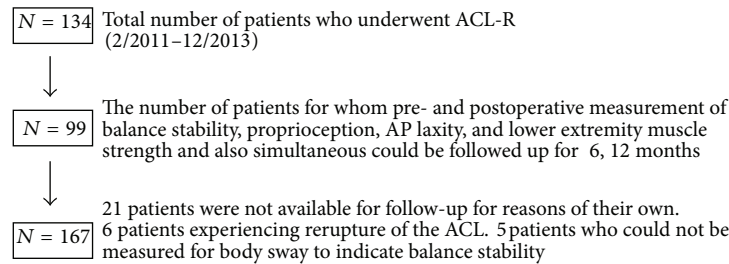 N = 134 Total number of patients who underwent ACL-R
(2/2011–12/2013)
The number of patients for whom pre- and postoperative measurement of
N = 99 balance stability, proprioception, AP laxity, and lower extremity muscle
strength and also simultaneous could be followed up for 6, 12 months
21 patients were not available for follow-up for reasons of their own.
N = 167 6 patients experiencing rerupture of the ACL. 5 patients who could not be
measured for body sway to indicate balance stability